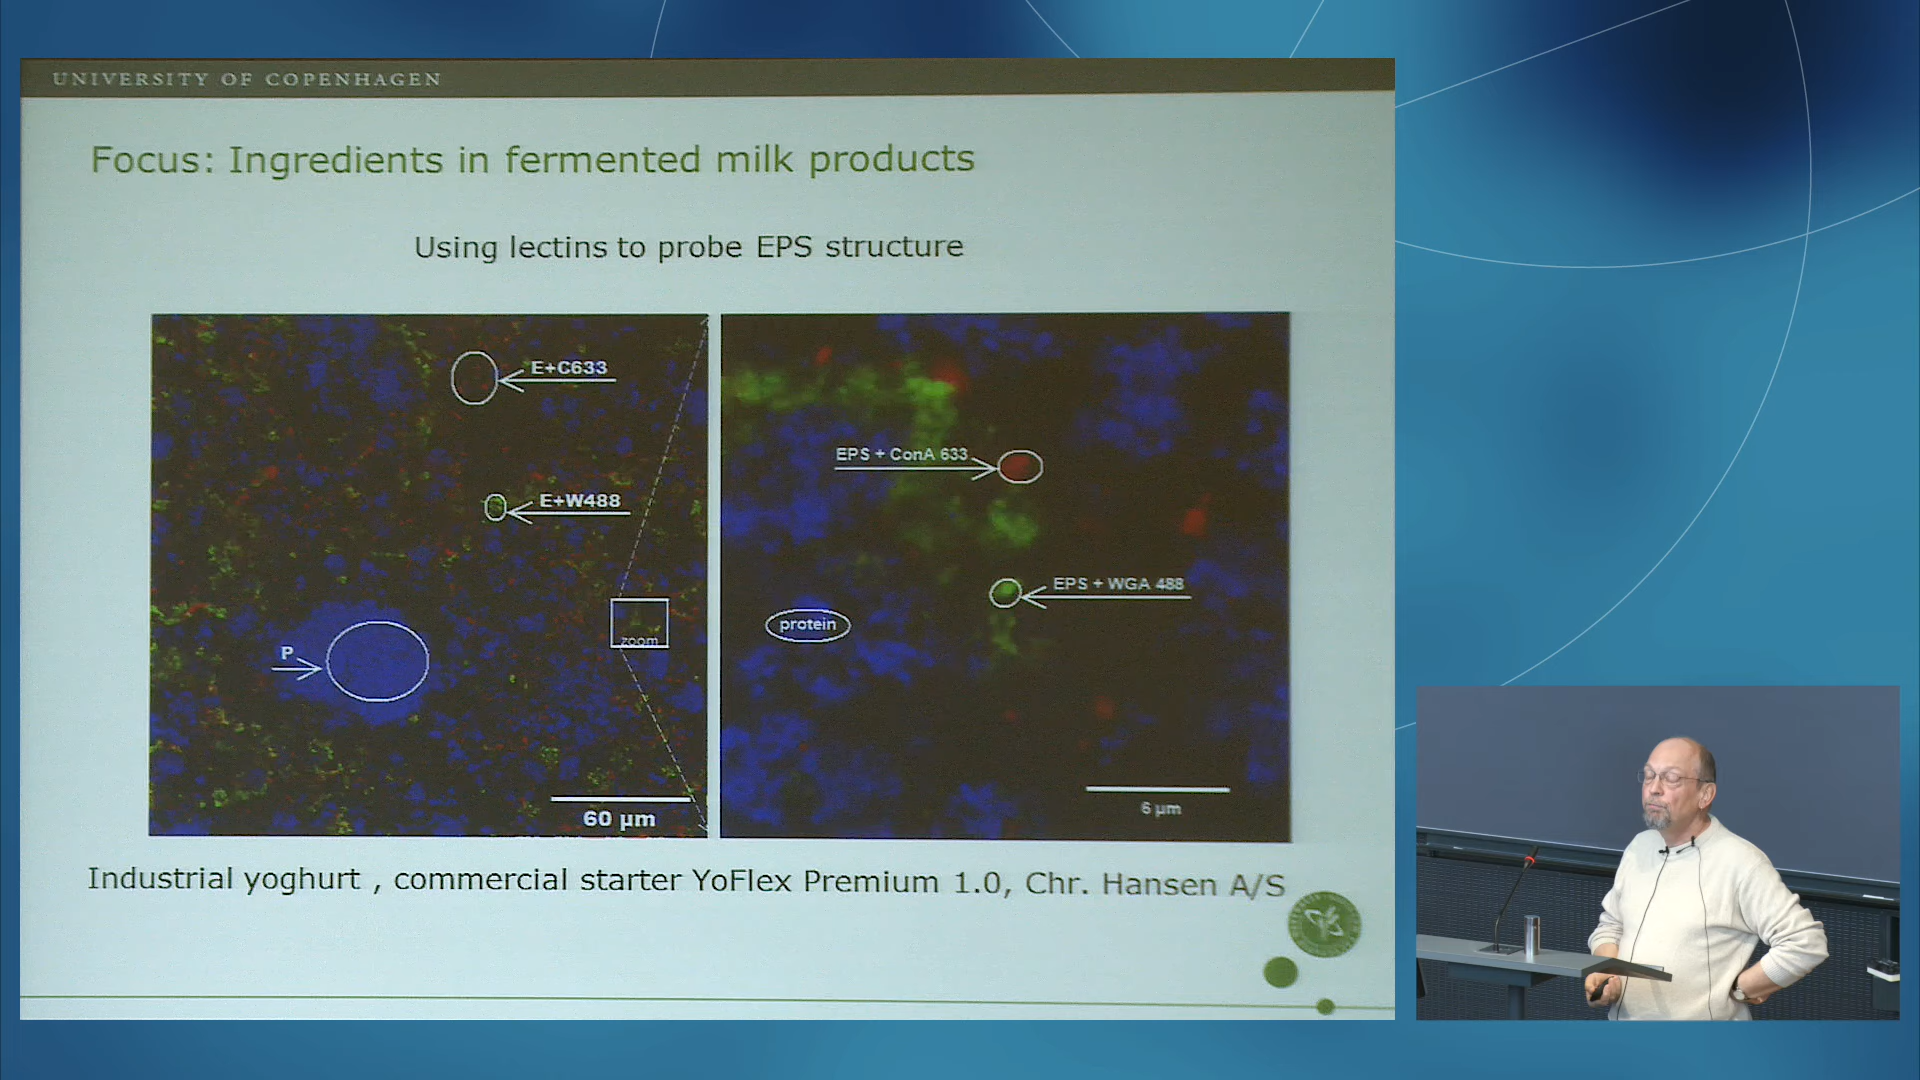 UNIVERSITY OF COPENHAGEN
Focus: Ingredients in fermented milk products
Using lectins to probe EPS structure
E+C633
E+W488
P
zoom
60 µm
EPS + ConA 633
EPS + WGA 488
protein
6 µm
Industrial yoghurt , commercial starter YoFlex Premium 1.0, Chr. Hansen A/S